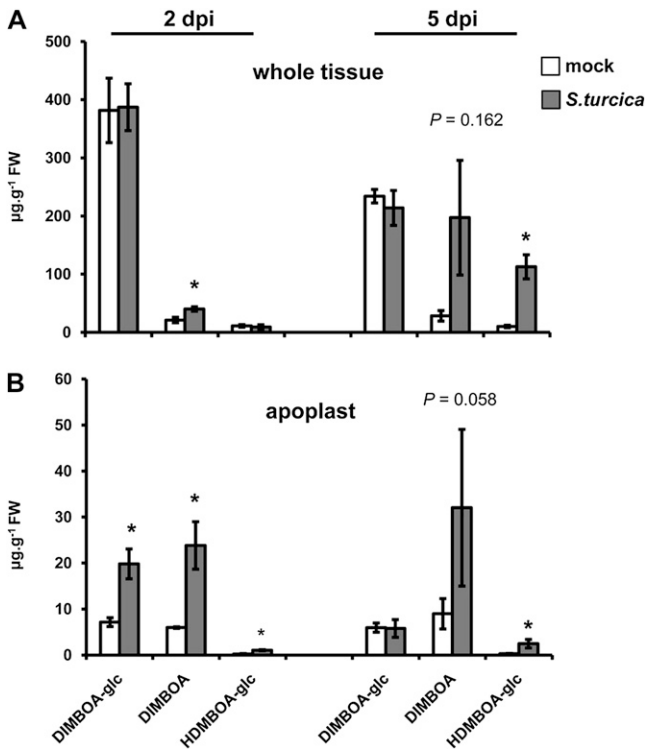 A
2 dpi
5 dpi
whole tissue
mock
S.turcica
P = 0.162
500
400
300
200
100
0
µg.g⁻¹ FW
*
*
B
apoplast
P = 0.058
60
50
40
30
20
10
0
µg.g⁻¹ FW
*
*
*
*
DIMBOA-glc
DIMBOA
HDMBOA-glc
DIMBOA-glc
DIMBOA
HDMBOA-glc